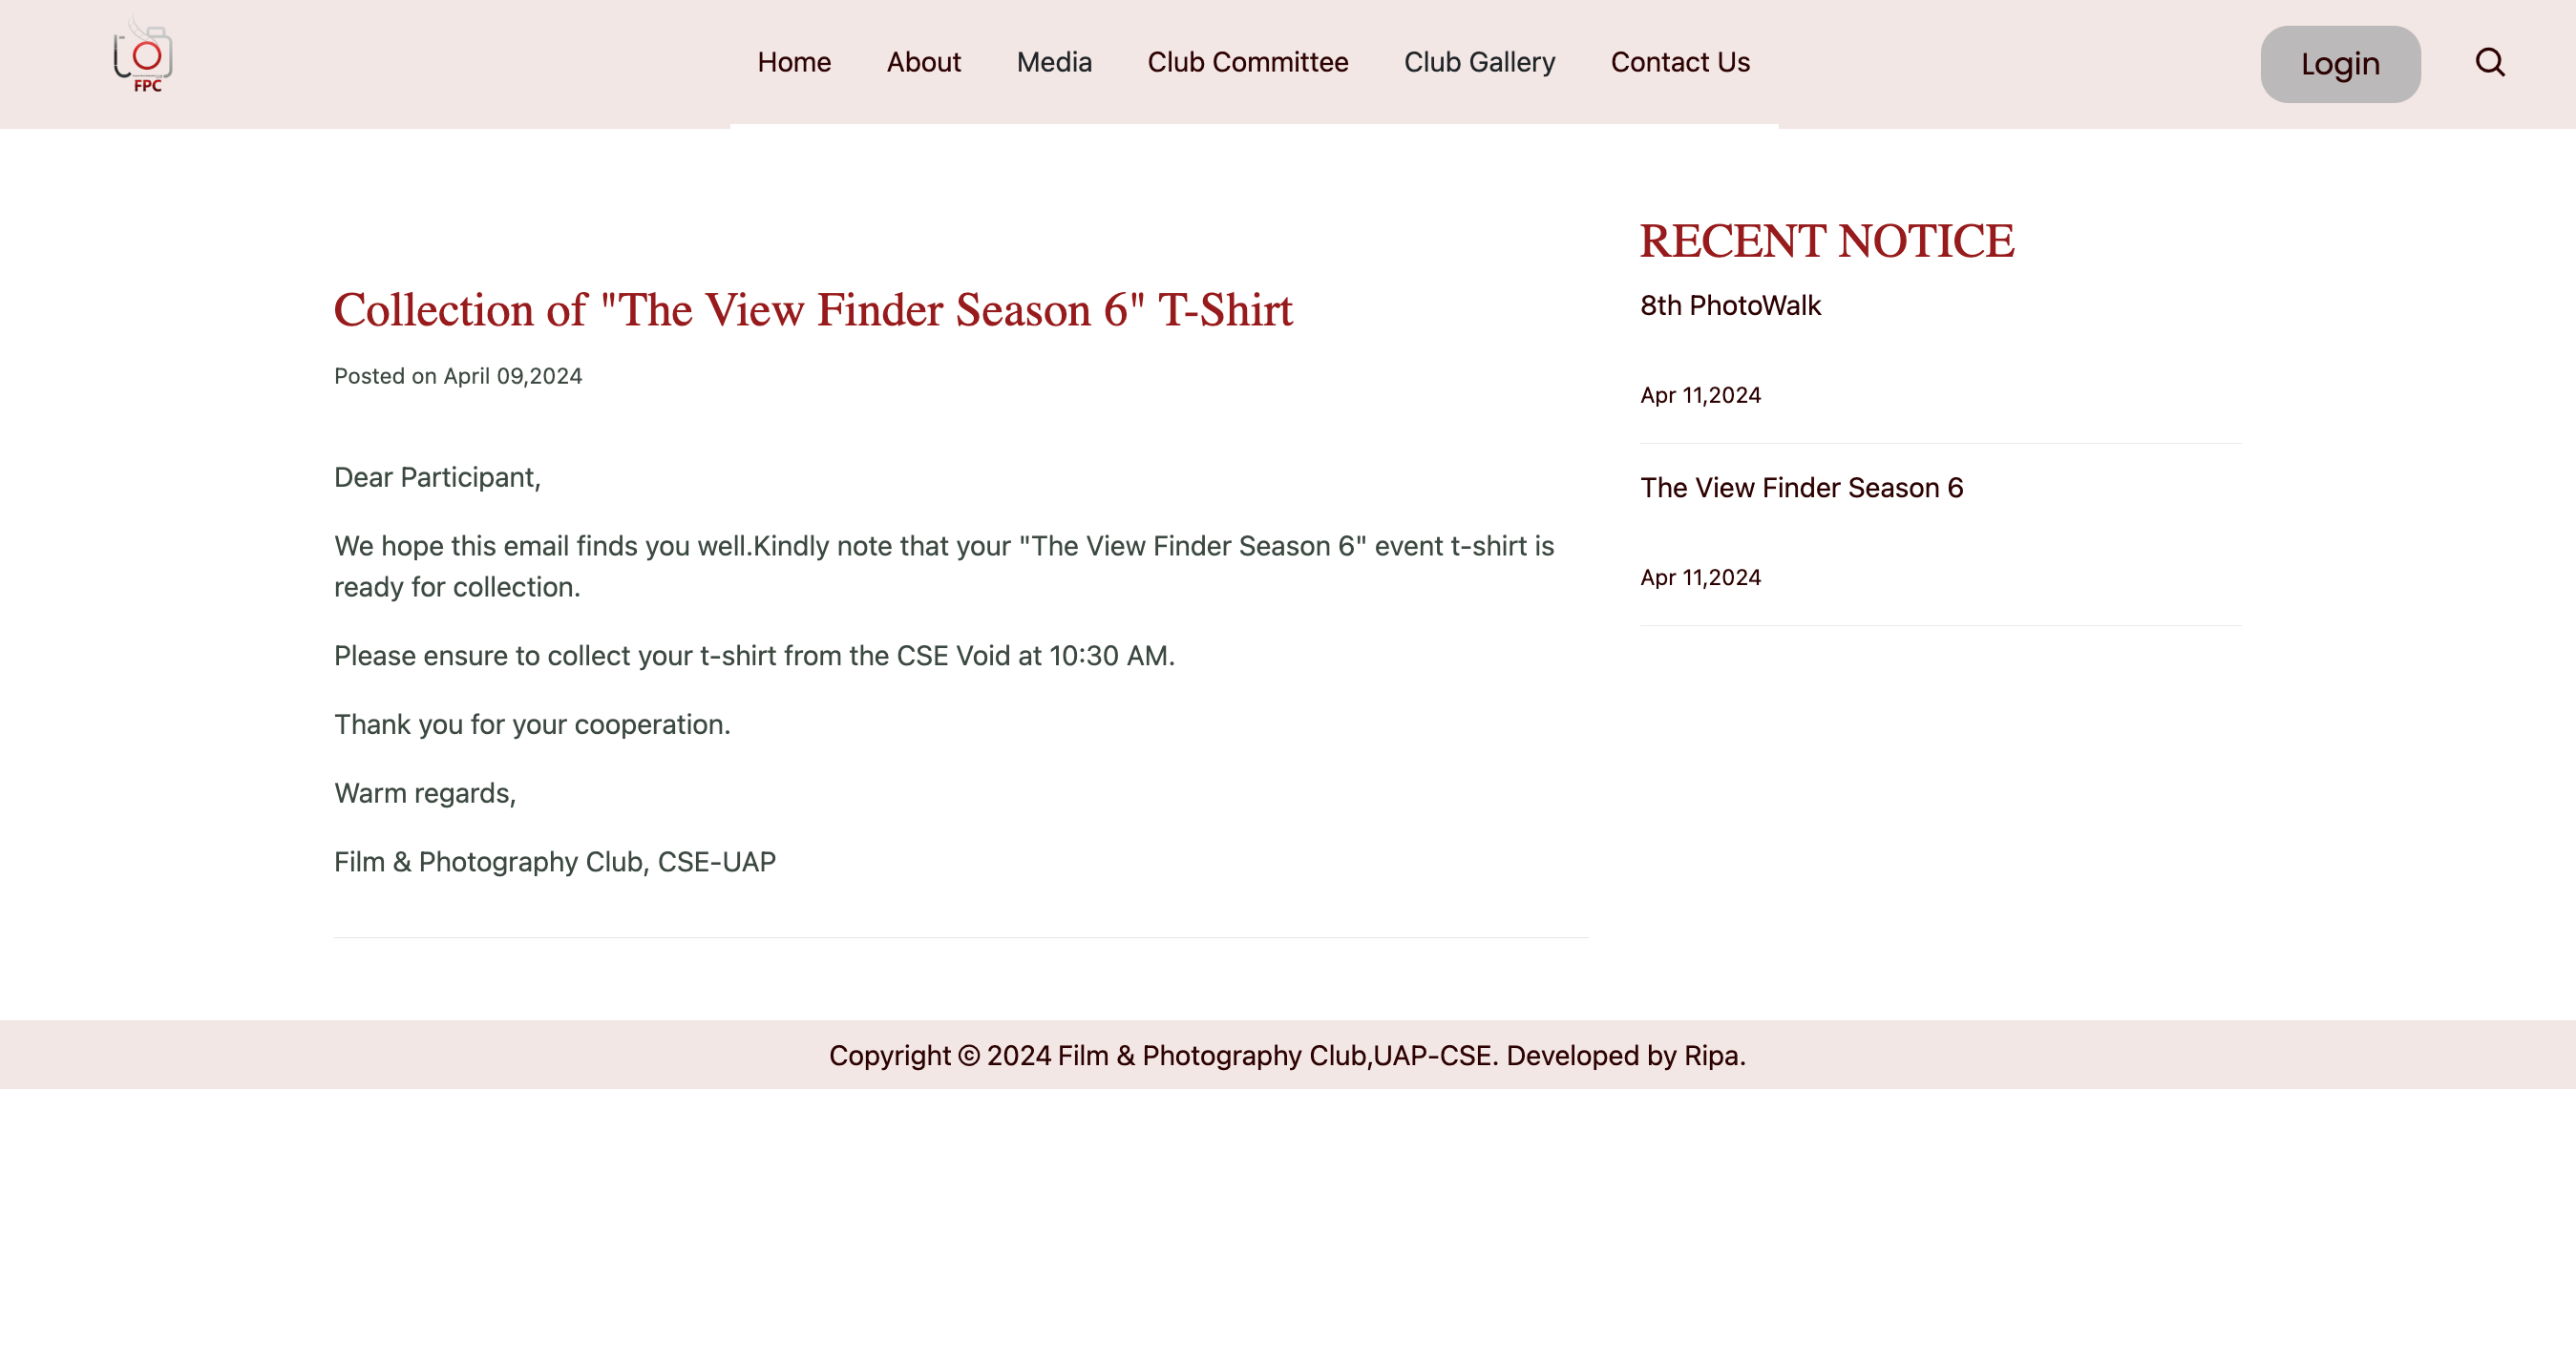 FPC
Home
About
Media
Club Committee
Club Gallery
Contact Us
Login
Collection of "The View Finder Season 6" T-Shirt
Posted on April 09,2024
Dear Participant,
We hope this email finds you well.Kindly note that your "The View Finder Season 6" event t-shirt is
ready for collection.
Please ensure to collect your t-shirt from the CSE Void at 10:30 AM.
Thank you for your cooperation.
Warm regards,
Film & Photography Club, CSE-UAP
RECENT NOTICE
8th PhotoWalk
Apr 11,2024
The View Finder Season 6
Apr 11,2024
Copyright © 2024 Film & Photography Club,UAP-CSE. Developed by Ripa.